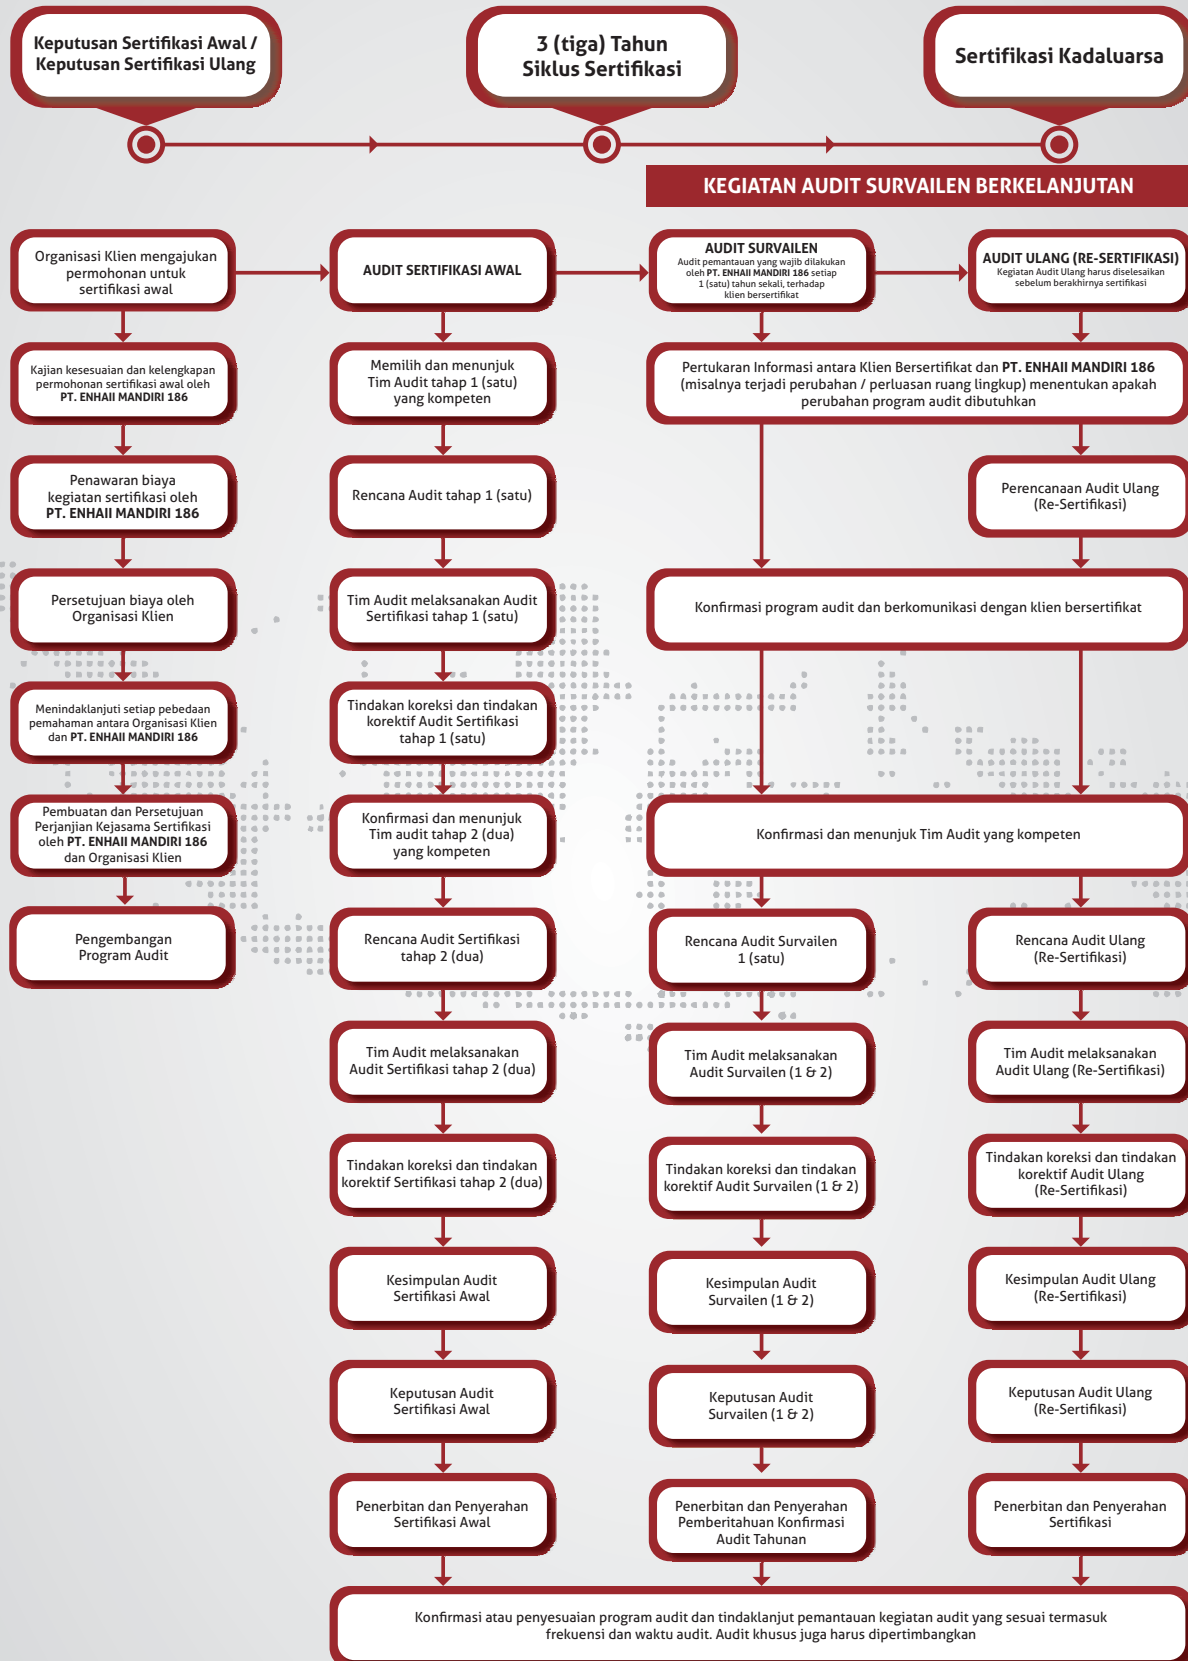 Keputusan Sertifikasi Awal /
Keputusan Sertifikasi Ulang
3 (tiga) Tahun
Siklus Sertifikasi
Sertifikasi Kadaluarsa
KEGIATAN AUDIT SURVAILEN BERKELANJUTAN
Organisasi Klien mengajukan
permohonan untuk
sertifikasi awal
Kajian kesesuaian dan kelengkapan
permohonan sertifikasi awal oleh
PT. ENHAII MANDIRI 186
Penawaran biaya
kegiatan sertifikasi oleh
PT. ENHAII MANDIRI 186
Persetujuan biaya oleh
Organisasi Klien
Menindaklanjuti setiap pebedaan
pemahaman antara Organisasi Klien
dan PT. ENHAII MANDIRI 186
Pembuatan dan Persetujuan
Perjanjian Kejasama Sertifikasi
oleh PT. ENHAII MANDIRI 186
dan Organisasi Klien
Pengembangan
Program Audit
AUDIT SERTIFIKASI AWAL
Memilih dan menunjuk
Tim Audit tahap 1 (satu)
yang kompeten
Rencana Audit tahap 1 (satu)
Tim Audit melaksanakan Audit
Sertifikasi tahap 1 (satu)
Tindakan koreksi dan tindakan
korektif Audit Sertifikasi
tahap 1 (satu)
Konfirmasi dan menunjuk
Tim audit tahap 2 (dua)
yang kompeten
Rencana Audit Sertifikasi
tahap 2 (dua)
Tim Audit melaksanakan
Audit Sertifikasi tahap 2 (dua)
Tindakan koreksi dan tindakan
korektif Sertifikasi tahap 2 (dua)
Kesimpulan Audit
Sertifikasi Awal
Keputusan Audit
Sertifikasi Awal
Penerbitan dan Penyerahan
Sertifikasi Awal
AUDIT SURVAILEN
Audit pemantauan yang wajib dilakukan
oleh PT. ENHAII MANDIRI 186 setiap
1 (satu) tahun sekali, terhadap
klien bersertifikat
AUDIT ULANG (RE-SERTIFIKASI)
Kegiatan Audit Ulang harus diselesaikan
sebelum berakhirnya sertifikasi
Pertukaran Informasi antara Klien Bersertifikat dan PT. ENHAII MANDIRI 186
(misalnya terjadi perubahan / perluasan ruang lingkup) menentukan apakah
perubahan program audit dibutuhkan
Perencanaan Audit Ulang
(Re-Sertifikasi)
Konfirmasi program audit dan berkomunikasi dengan klien bersertifikat
Konfirmasi dan menunjuk Tim Audit yang kompeten
Rencana Audit Survailen
1 (satu)
Tim Audit melaksanakan
Audit Survailen (1 & 2)
Tindakan koreksi dan tindakan
korektif Audit Survailen (1 & 2)
Kesimpulan Audit
Survailen (1 & 2)
Keputusan Audit
Survailen (1 & 2)
Penerbitan dan Penyerahan
Pemberitahuan Konfirmasi
Audit Tahunan
Rencana Audit Ulang
(Re-Sertifikasi)
Tim Audit melaksanakan
Audit Ulang (Re-Sertifikasi)
Tindakan koreksi dan tindakan
korektif Audit Ulang
(Re-Sertifikasi)
Kesimpulan Audit Ulang
(Re-Sertifikasi)
Keputusan Audit Ulang
(Re-Sertifikasi)
Penerbitan dan Penyerahan
Sertifikasi
Konfirmasi atau penyesuaian program audit dan tindaklanjut pemantauan kegiatan audit yang sesuai termasuk
frekuensi dan waktu audit. Audit khusus juga harus dipertimbangkan